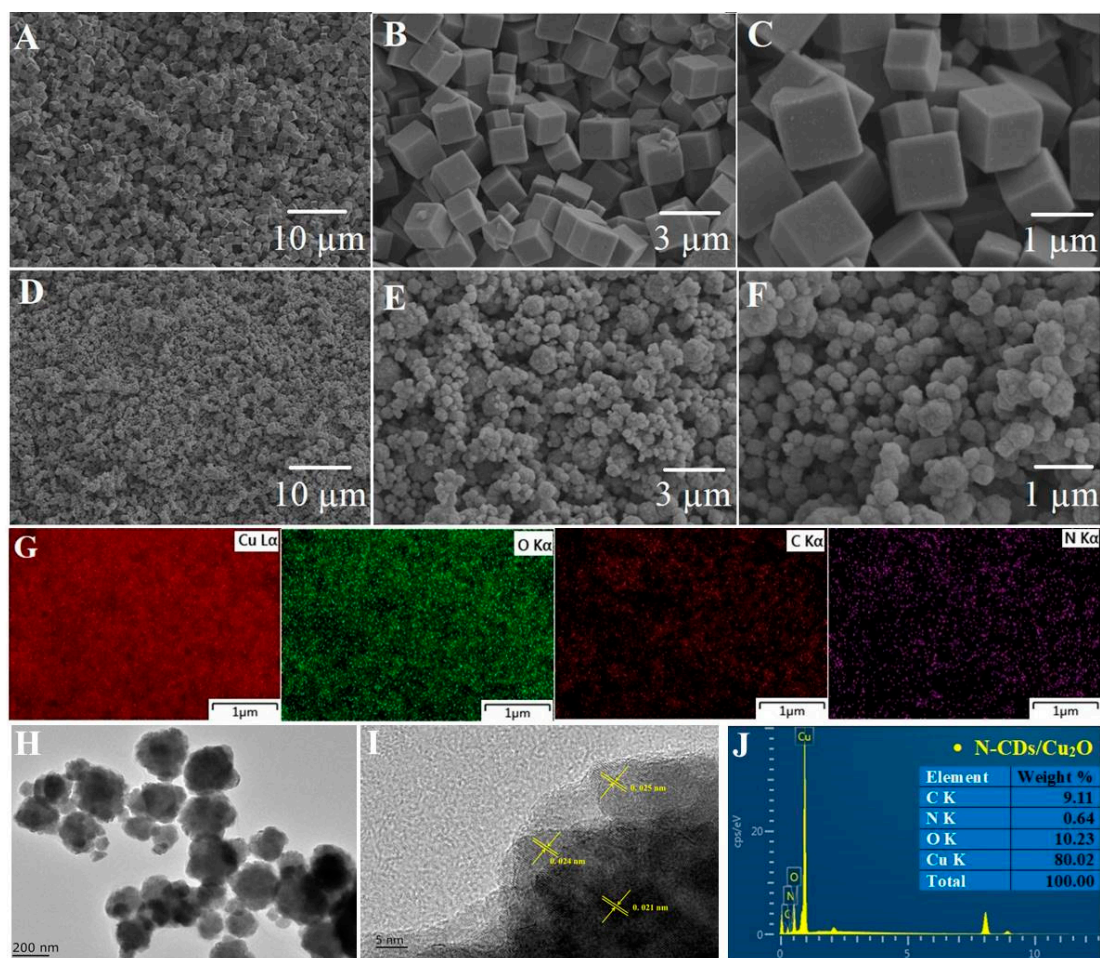 A
10 µm
B
3 µm
C
1 µm
D
10 µm
E
3 µm
F
1 µm
G
Cu Lα
1µm
O Kα
1µm
C Kα
1µm
N Kα
1µm
H
200 nm
I
0. 025 nm
0. 024 nm
0. 021 nm
5 nm
J
• N-CDs/Cu₂O
Element Weight %
C K 9.11
N K 0.64
O K 10.23
Cu K 80.02
Total 100.00
Cu
O
N
C
cps/eV
20
0
0 5 10